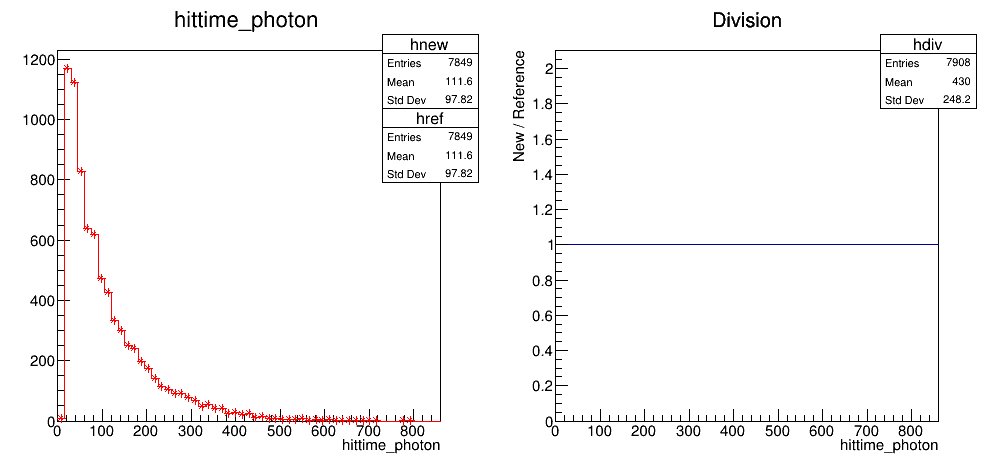 hittime_photon
hnew
Entries 7849
Mean 111.6
Std Dev 97.82
href
Entries 7849
Mean 111.6
Std Dev 97.82
1200
1000
800
600
400
200
0
0 100 200 300 400 500 600 700 800
hittime_photon
Division
hdiv
Entries 7908
Mean 430
Std Dev 248.2
New / Reference
2
1.8
1.6
1.4
1.2
1
0.8
0.6
0.4
0.2
0
0 100 200 300 400 500 600 700 800
hittime_photon